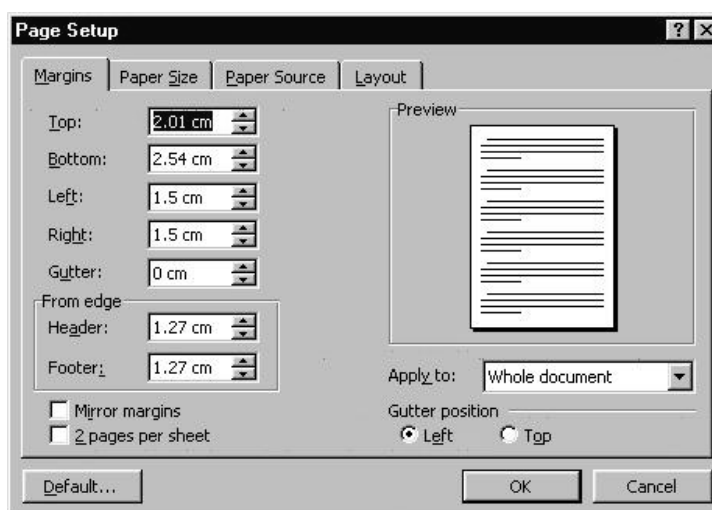 Page Setup
Margins Paper Size Paper Source Layout
Top: 2.01 cm
Bottom: 2.54 cm
Left: 1.5 cm
Right: 1.5 cm
Gutter: 0 cm
From edge
Header: 1.27 cm
Footer: 1.27 cm
Mirror margins
2 pages per sheet
Preview
Apply to: Whole document
Gutter position
Left Top
Default... OK Cancel